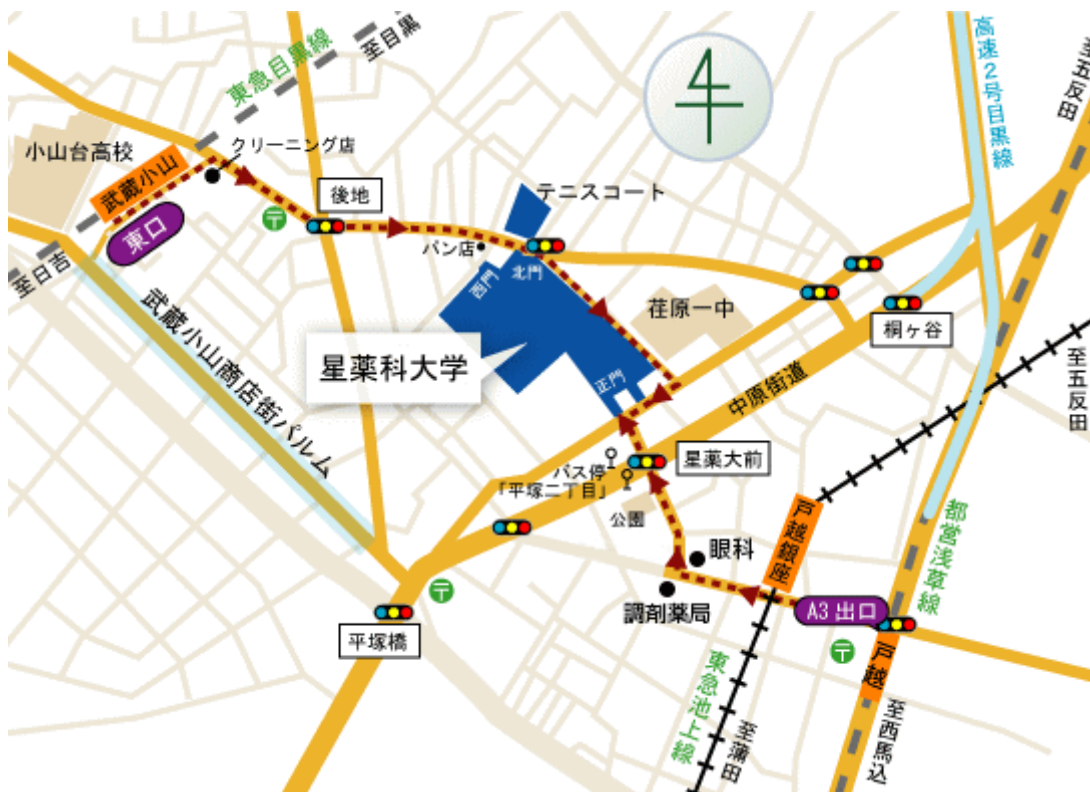 東急目黒線
至目黒
高速2号目黒線
至五反田
小山台高校
クリーニング店
武蔵小山
東口
後地
〒
テニスコート
パン店
西門
北門
至日吉
荏原一中
桐ヶ谷
武蔵小山商店街パルム
星薬科大学
正門
中原街道
至五反田
星薬大前
バス停
「平塚二丁目」
公園
戸越銀座
都営浅草線
眼科
調剤薬局
〒
A3 出口
平塚橋
〒
戸越
東急池上線
至蒲田
至西馬込